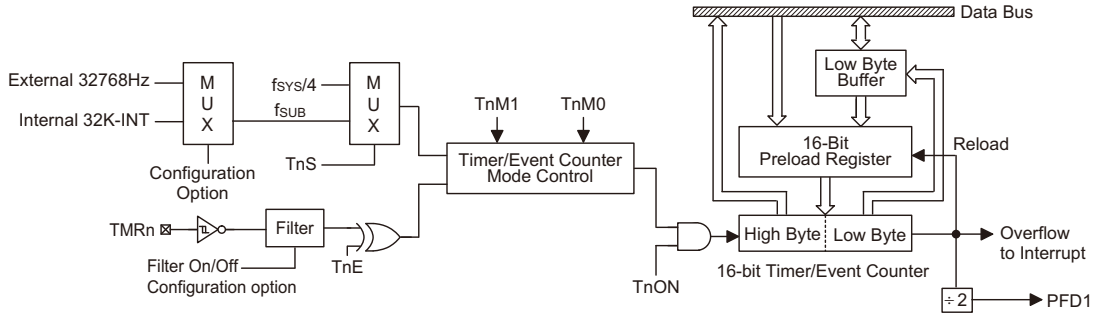 Data Bus
External 32768Hz
Internal 32K-INT
M
U
X
Configuration
Option
fSYS/4
fSUB
M
U
X
TnS
TnM1
TnM0
Timer/Event Counter
Mode Control
Low Byte
Buffer
16-Bit
Preload Register
Reload
TMRn
Filter
Filter On/Off
Configuration option
TnE
TnON
High Byte
Low Byte
16-bit Timer/Event Counter
Overflow
to Interrupt
÷2
PFD1